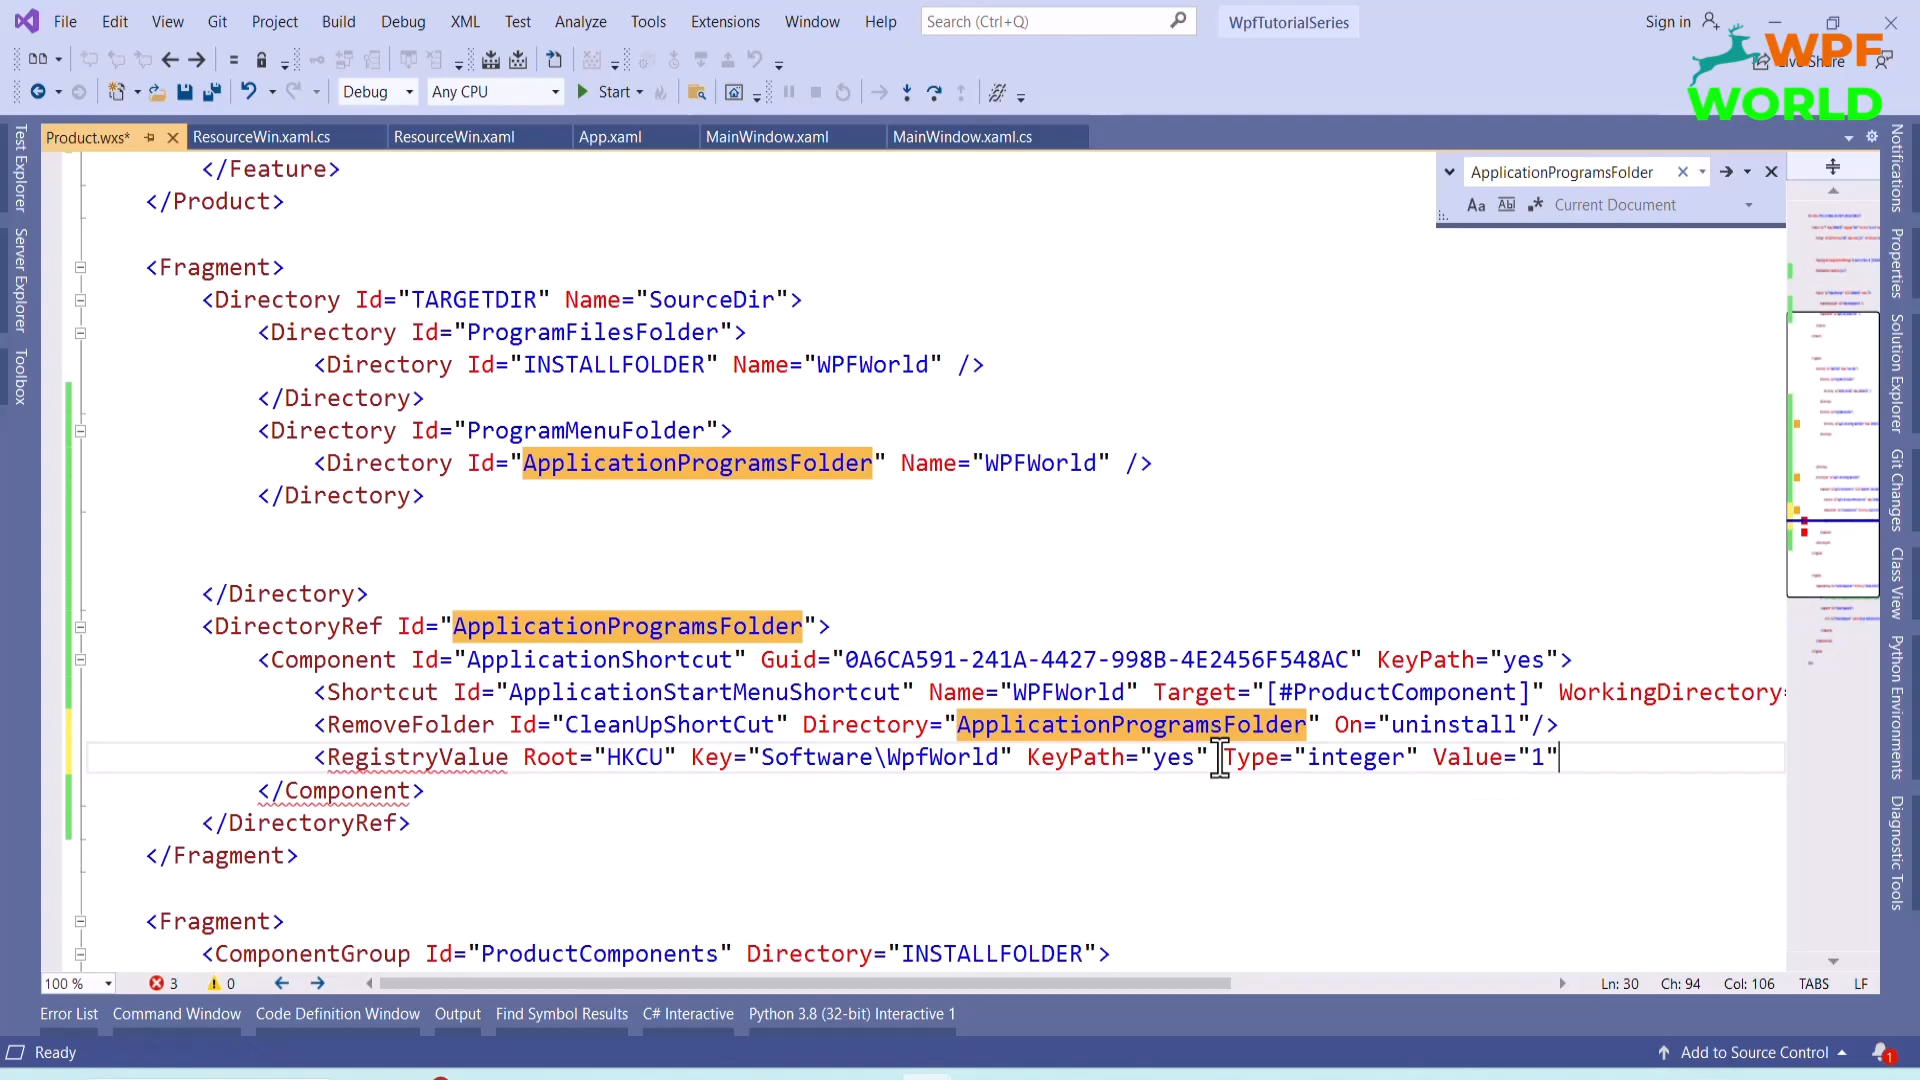 File Edit View Git Project Build Debug XML Test Analyze Tools Extensions Window Help Search (Ctrl+Q) WpfTutorialSeries Sign in
WPF
WORLD
Live Share
Debug Any CPU Start
Product.wxs* ResourceWin.xaml.cs ResourceWin.xaml App.xaml MainWindow.xaml MainWindow.xaml.cs
Test Explorer
Server Explorer
Toolbox
ApplicationProgramsFolder
Aa Abl Current Document
</Feature>
</Product>
<Fragment>
<Directory Id="TARGETDIR" Name="SourceDir">
<Directory Id="ProgramFilesFolder">
<Directory Id="INSTALLFOLDER" Name="WPFWorld" />
</Directory>
<Directory Id="ProgramMenuFolder">
<Directory Id="ApplicationProgramsFolder" Name="WPFWorld" />
</Directory>
</Directory>
<DirectoryRef Id="ApplicationProgramsFolder">
<Component Id="ApplicationShortcut" Guid="0A6CA591-241A-4427-998B-4E2456F548AC" KeyPath="yes">
<Shortcut Id="ApplicationStartMenuShortcut" Name="WPFWorld" Target="[#ProductComponent]" WorkingDirectory=
<RemoveFolder Id="CleanUpShortCut" Directory="ApplicationProgramsFolder" On="uninstall"/>
<RegistryValue Root="HKCU" Key="Software\WpfWorld" KeyPath="yes" Type="integer" Value="1"
</Component>
</DirectoryRef>
</Fragment>
<Fragment>
<ComponentGroup Id="ProductComponents" Directory="INSTALLFOLDER">
Notifications
Properties
Solution Explorer
Git Changes
Class View
Python Environments
Diagnostic Tools
100 % 3 0 Ln: 30 Ch: 94 Col: 106 TABS LF
Error List Command Window Code Definition Window Output Find Symbol Results C# Interactive Python 3.8 (32-bit) Interactive 1
Ready Add to Source Control 1